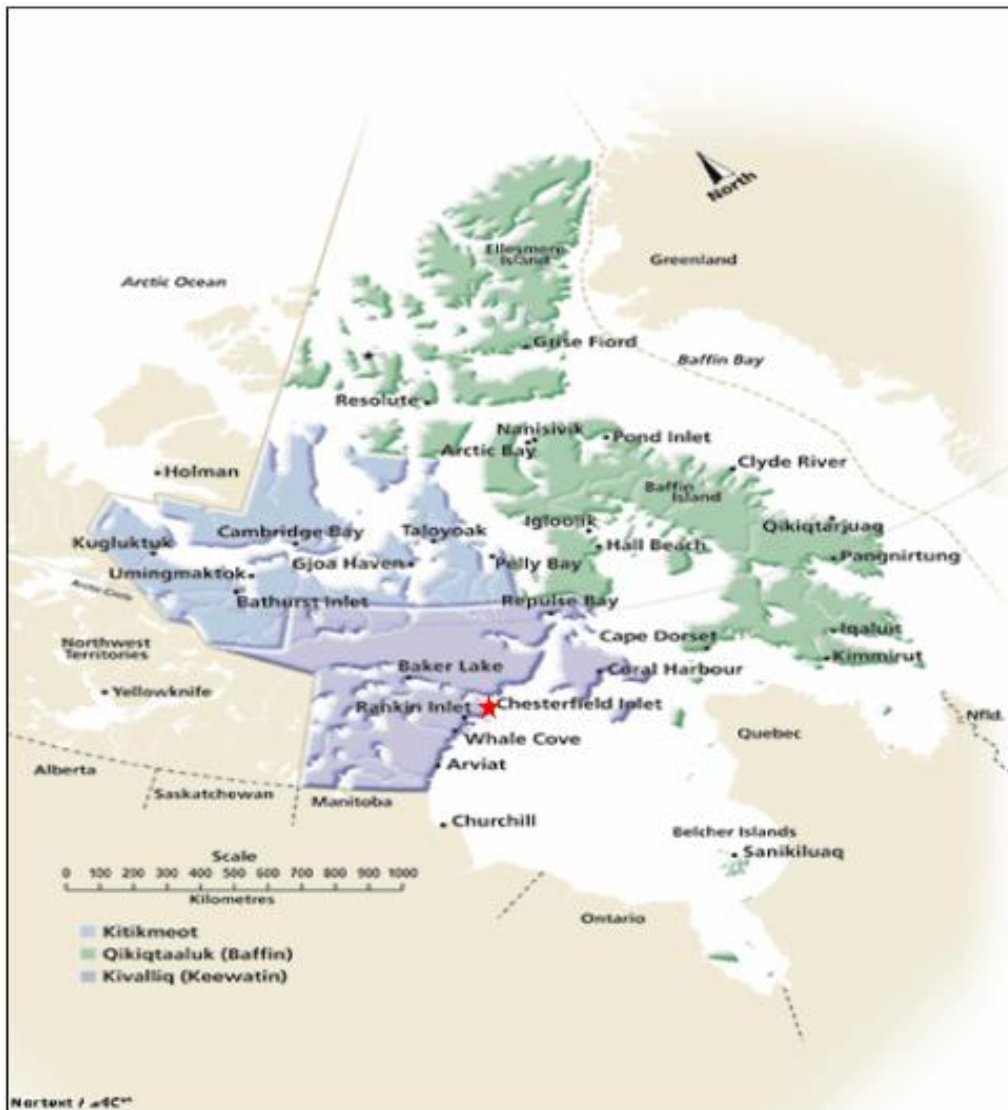 North
Ellesmere
Island
Greenland
Arctic Ocean
Grise Fiord
Baffin Bay
Resolute
Nanisivik
Pond Inlet
Arctic Bay
Clyde River
Holman
Baffin
Island
Igloolik
Qikiqtarjuaq
Cambridge Bay
Taloyoak
Hall Beach
Kugluktuk
Pangnirtung
Gjoa Haven
Pelly Bay
Umingmaktok
Arctic Circle
Bathurst Inlet
Repulse Bay
Iqaluit
Cape Dorset
Northwest
Territories
Kimmirut
Baker Lake
Coral Harbour
Yellowknife
Rankin Inlet
Chesterfield Inlet
Nfld.
Whale Cove
Quebec
Arviat
Alberta
Saskatchewan
Manitoba
Churchill
Belcher Islands
Sanikiluaq
Scale
0 100 200 300 400 500 600 700 800 900 1000
Kilometres
Ontario
Kitikmeot
Qikiqtaaluk (Baffin)
Kivalliq (Keewatin)
Nortext